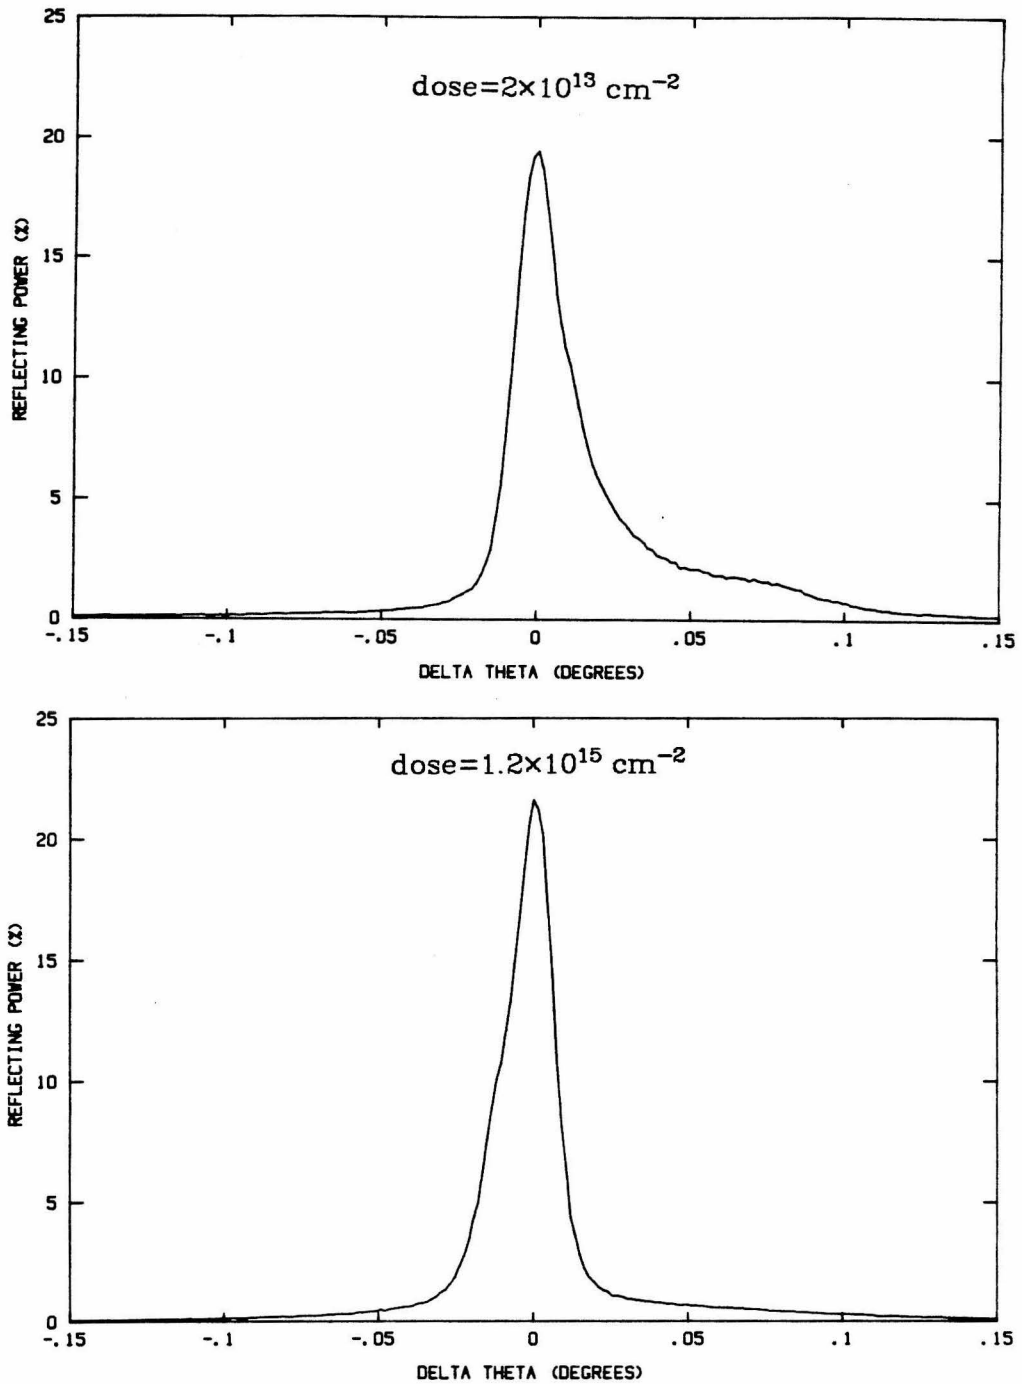 25
dose=2×10¹³ cm⁻²
20
15
10
5
0
REFLECTING POWER (%)
-.15 -.1 -.05 0 .05 .1 .15
DELTA THETA (DEGREES)
25
dose=1.2×10¹⁵ cm⁻²
20
15
10
5
0
REFLECTING POWER (%)
-.15 -.1 -.05 0 .05 .1 .15
DELTA THETA (DEGREES)